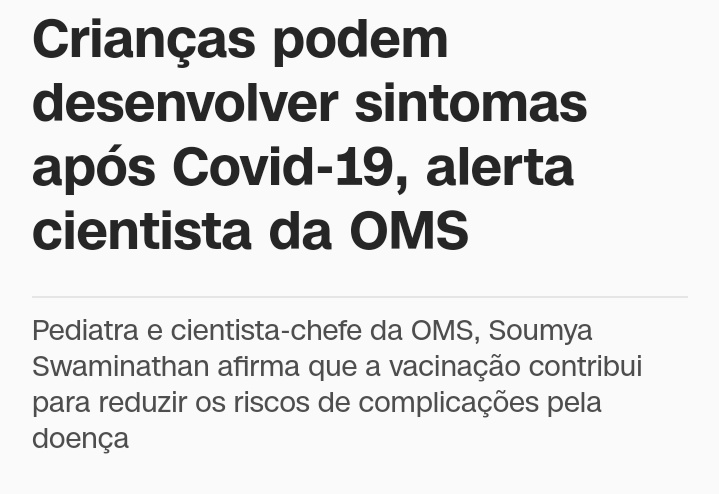 Crianças podem
desenvolver sintomas
após Covid-19, alerta
cientista da OMS
Pediatra e cientista-chefe da OMS, Soumya
Swaminathan afirma que a vacinação contribui
para reduzir os riscos de complicações pela
doença